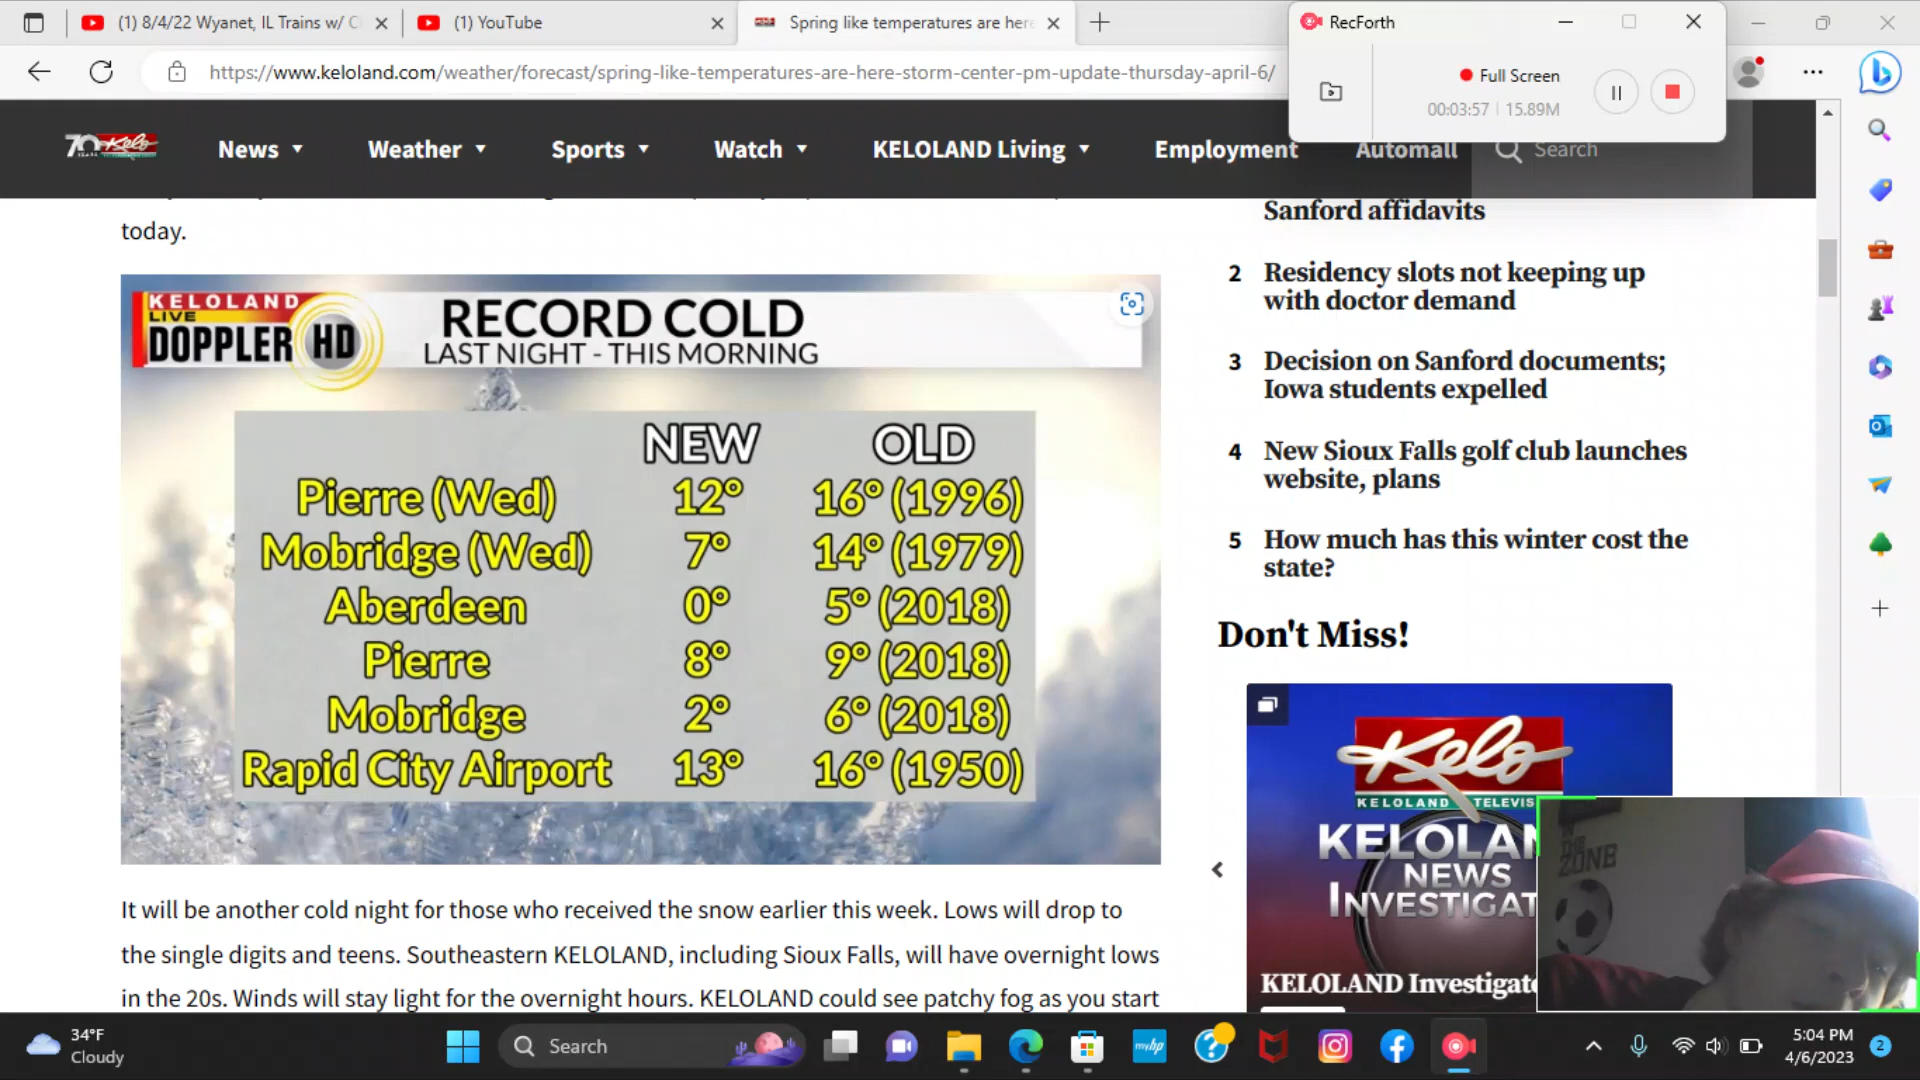 (1) 8/4/22 Wyanet, IL Trains w/ C
(1) YouTube
Spring like temperatures are here
RecForth
https://www.keloland.com/weather/forecast/spring-like-temperatures-are-here-storm-center-pm-update-thursday-april-6/
Full Screen
00:03:57 | 15.89M
70 Kelo
News
Weather
Sports
Watch
KELOLAND Living
Employment
Automall
Search
today.
Sanford affidavits
2 Residency slots not keeping up
with doctor demand
3 Decision on Sanford documents;
Iowa students expelled
4 New Sioux Falls golf club launches
website, plans
5 How much has this winter cost the
state?
Don't Miss!
KELOLAND
LIVE
DOPPLER HD
RECORD COLD
LAST NIGHT - THIS MORNING
NEW OLD
Pierre (Wed) 12° 16° (1996)
Mobridge (Wed) 7° 14° (1979)
Aberdeen 0° 5° (2018)
Pierre 8° 9° (2018)
Mobridge 2° 6° (2018)
Rapid City Airport 13° 16° (1950)
It will be another cold night for those who received the snow earlier this week. Lows will drop to
the single digits and teens. Southeastern KELOLAND, including Sioux Falls, will have overnight lows
in the 20s. Winds will stay light for the overnight hours. KELOLAND could see patchy fog as you start
Kelo
KELOLAND TELEVIS
KELOLAN
NEWS
INVESTIGAT
KELOLAND Investigat
THE
ZONE
34°F
Cloudy
Search
myhp
5:04 PM
4/6/2023
2